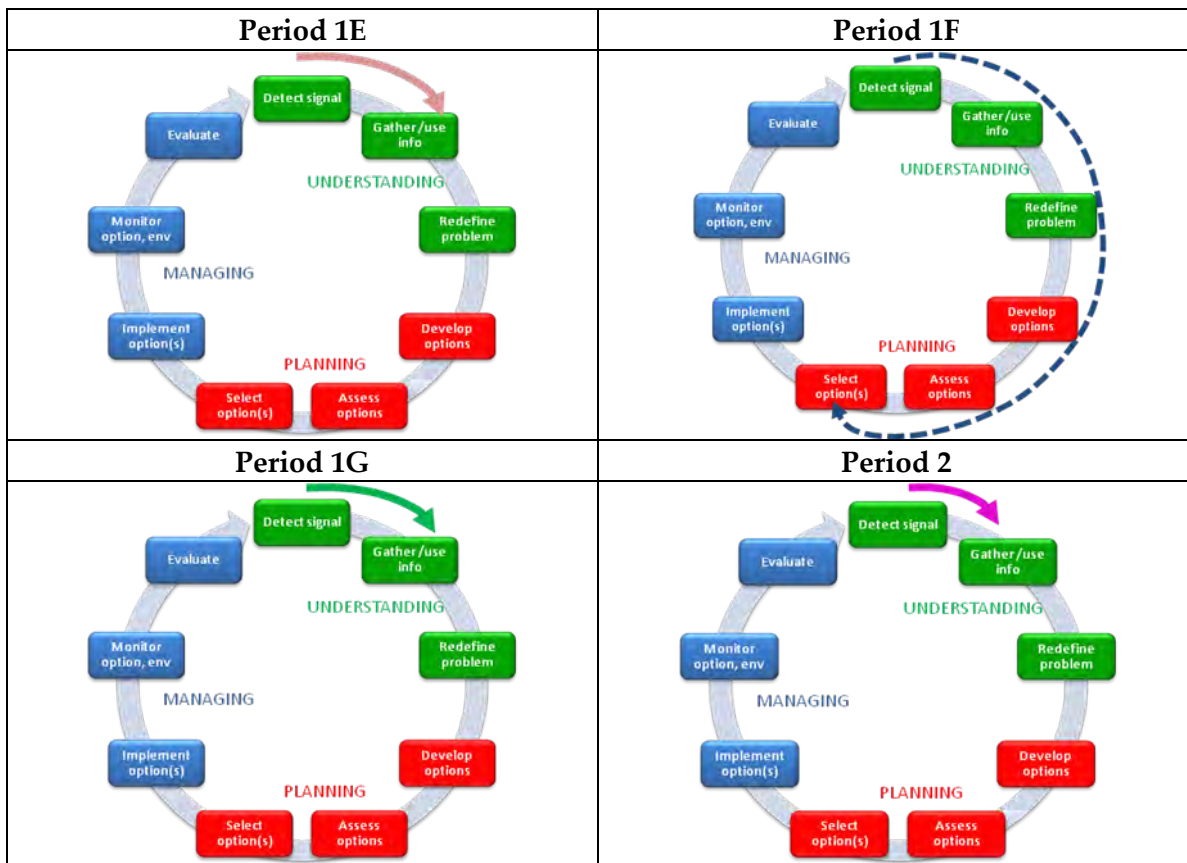 Period 1E
Detect signal
Gather/use
info
UNDERSTANDING
Redefine
problem
Develop
options
Assess
options
PLANNING
Select
option(s)
Implement
option(s)
MANAGING
Monitor
option, env
Evaluate
Period 1F
Detect signal
Gather/use
info
UNDERSTANDING
Redefine
problem
Develop
options
Assess
options
PLANNING
Select
option(s)
Implement
option(s)
MANAGING
Monitor
option, env
Evaluate
Period 1G
Detect signal
Gather/use
info
UNDERSTANDING
Redefine
problem
Develop
options
Assess
options
PLANNING
Select
option(s)
Implement
option(s)
MANAGING
Monitor
option, env
Evaluate
Period 2
Detect signal
Gather/use
info
UNDERSTANDING
Redefine
problem
Develop
options
Assess
options
PLANNING
Select
option(s)
Implement
option(s)
MANAGING
Monitor
option, env
Evaluate